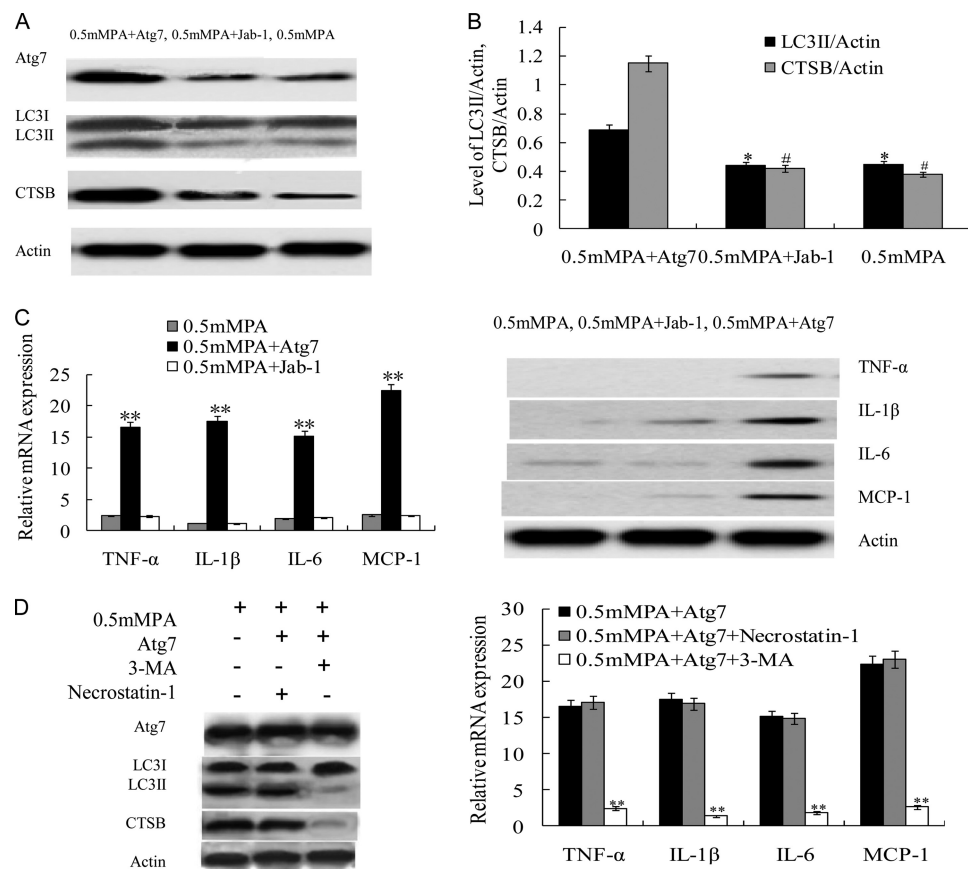 A
0.5mMPA+Atg7, 0.5mMPA+Jab-1, 0.5mMPA
Atg7
LC3I
LC3II
CTSB
Actin
B
Level of LC3II/Actin,
CTSB/Actin
1.4
1.2
1
0.8
0.6
0.4
0.2
0
LC3II/Actin
CTSB/Actin
* # * #
0.5mMPA+Atg7 0.5mMPA+Jab-1 0.5mMPA
C
0.5mMPA
0.5mMPA+Atg7
0.5mMPA+Jab-1
Relative mRNA expression
25
20
15
10
5
0
** ** ** **
TNF-α IL-1β IL-6 MCP-1
0.5mMPA, 0.5mMPA+Jab-1, 0.5mMPA+Atg7
TNF-α
IL-1β
IL-6
MCP-1
Actin
D
0.5mMPA + + +
Atg7 - + +
3-MA - - +
Necrostatin-1 - + -
Atg7
LC3I
LC3II
CTSB
Actin
Relative mRNA expression
30
25
20
15
10
5
0
0.5mMPA+Atg7
0.5mMPA+Atg7+Necrostatin-1
0.5mMPA+Atg7+3-MA
** ** ** **
TNF-α IL-1β IL-6 MCP-1